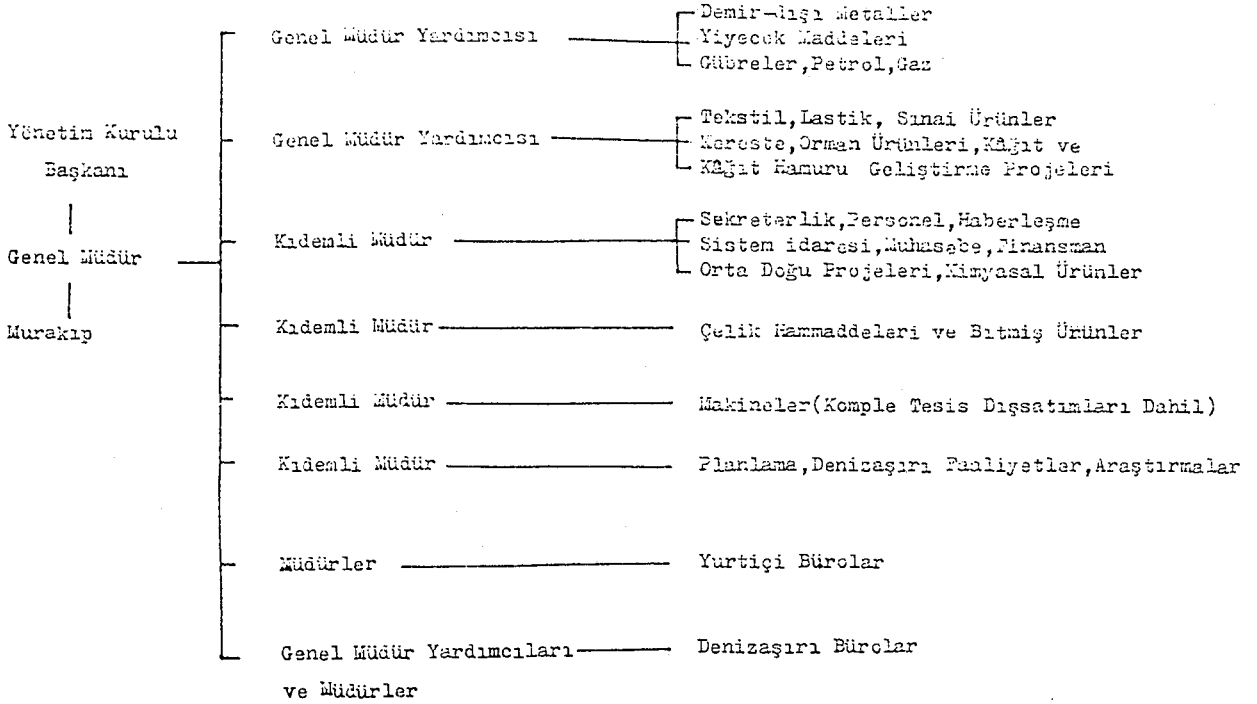 Yönetim Kurulu
Başkanı
Genel Müdür
Murakıp
Genel Müdür Yardımcısı
Demir-dışı Metaller
Yiyecek Maddeleri
Gübreler,Petrol,Gaz
Genel Müdür Yardımcısı
Tekstil,Lastik, Sınai Ürünler
Kereste,Orman Ürünleri,Kâğıt ve
Kâğıt Hamuru Geliştirme Projeleri
Kıdemli Müdür
Sekreterlik,Personel,Haberleşme
Sistem idaresi,Muhasebe,Finansman
Orta Doğu Projeleri,Kimyasal Ürünler
Kıdemli Müdür
Çelik Hammaddeleri ve Bıtmiş Ürünler
Kıdemli Müdür
Makineler(Komple Tesis Dışsatımları Dahil)
Kıdemli Müdür
Planlama,Denizaşırı Faaliyetler,Araştırmalar
Müdürler
Yurtiçi Bürolar
Genel Müdür Yardımcıları
ve Müdürler
Denizaşırı Bürolar